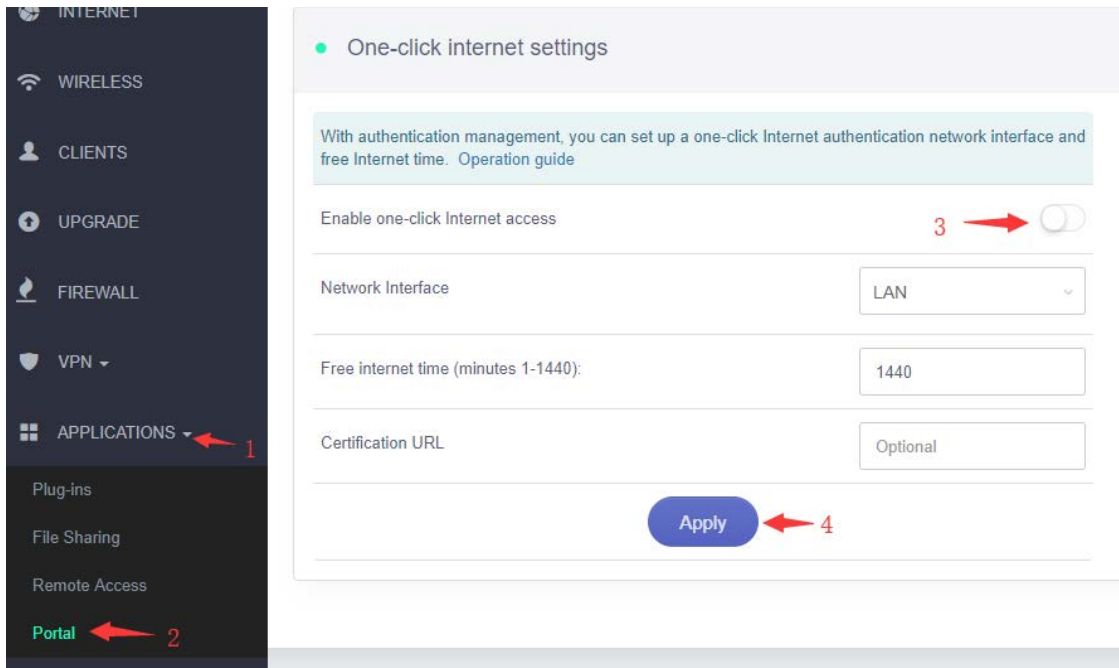 INTERNET
WIRELESS
CLIENTS
UPGRADE
FIREWALL
VPN
APPLICATIONS
1
Plug-ins
File Sharing
Remote Access
Portal
2
One-click internet settings
With authentication management, you can set up a one-click Internet authentication network interface and
free Internet time. Operation guide
Enable one-click Internet access
3
Network Interface
LAN
Free internet time (minutes 1-1440):
1440
Certification URL
Optional
Apply
4